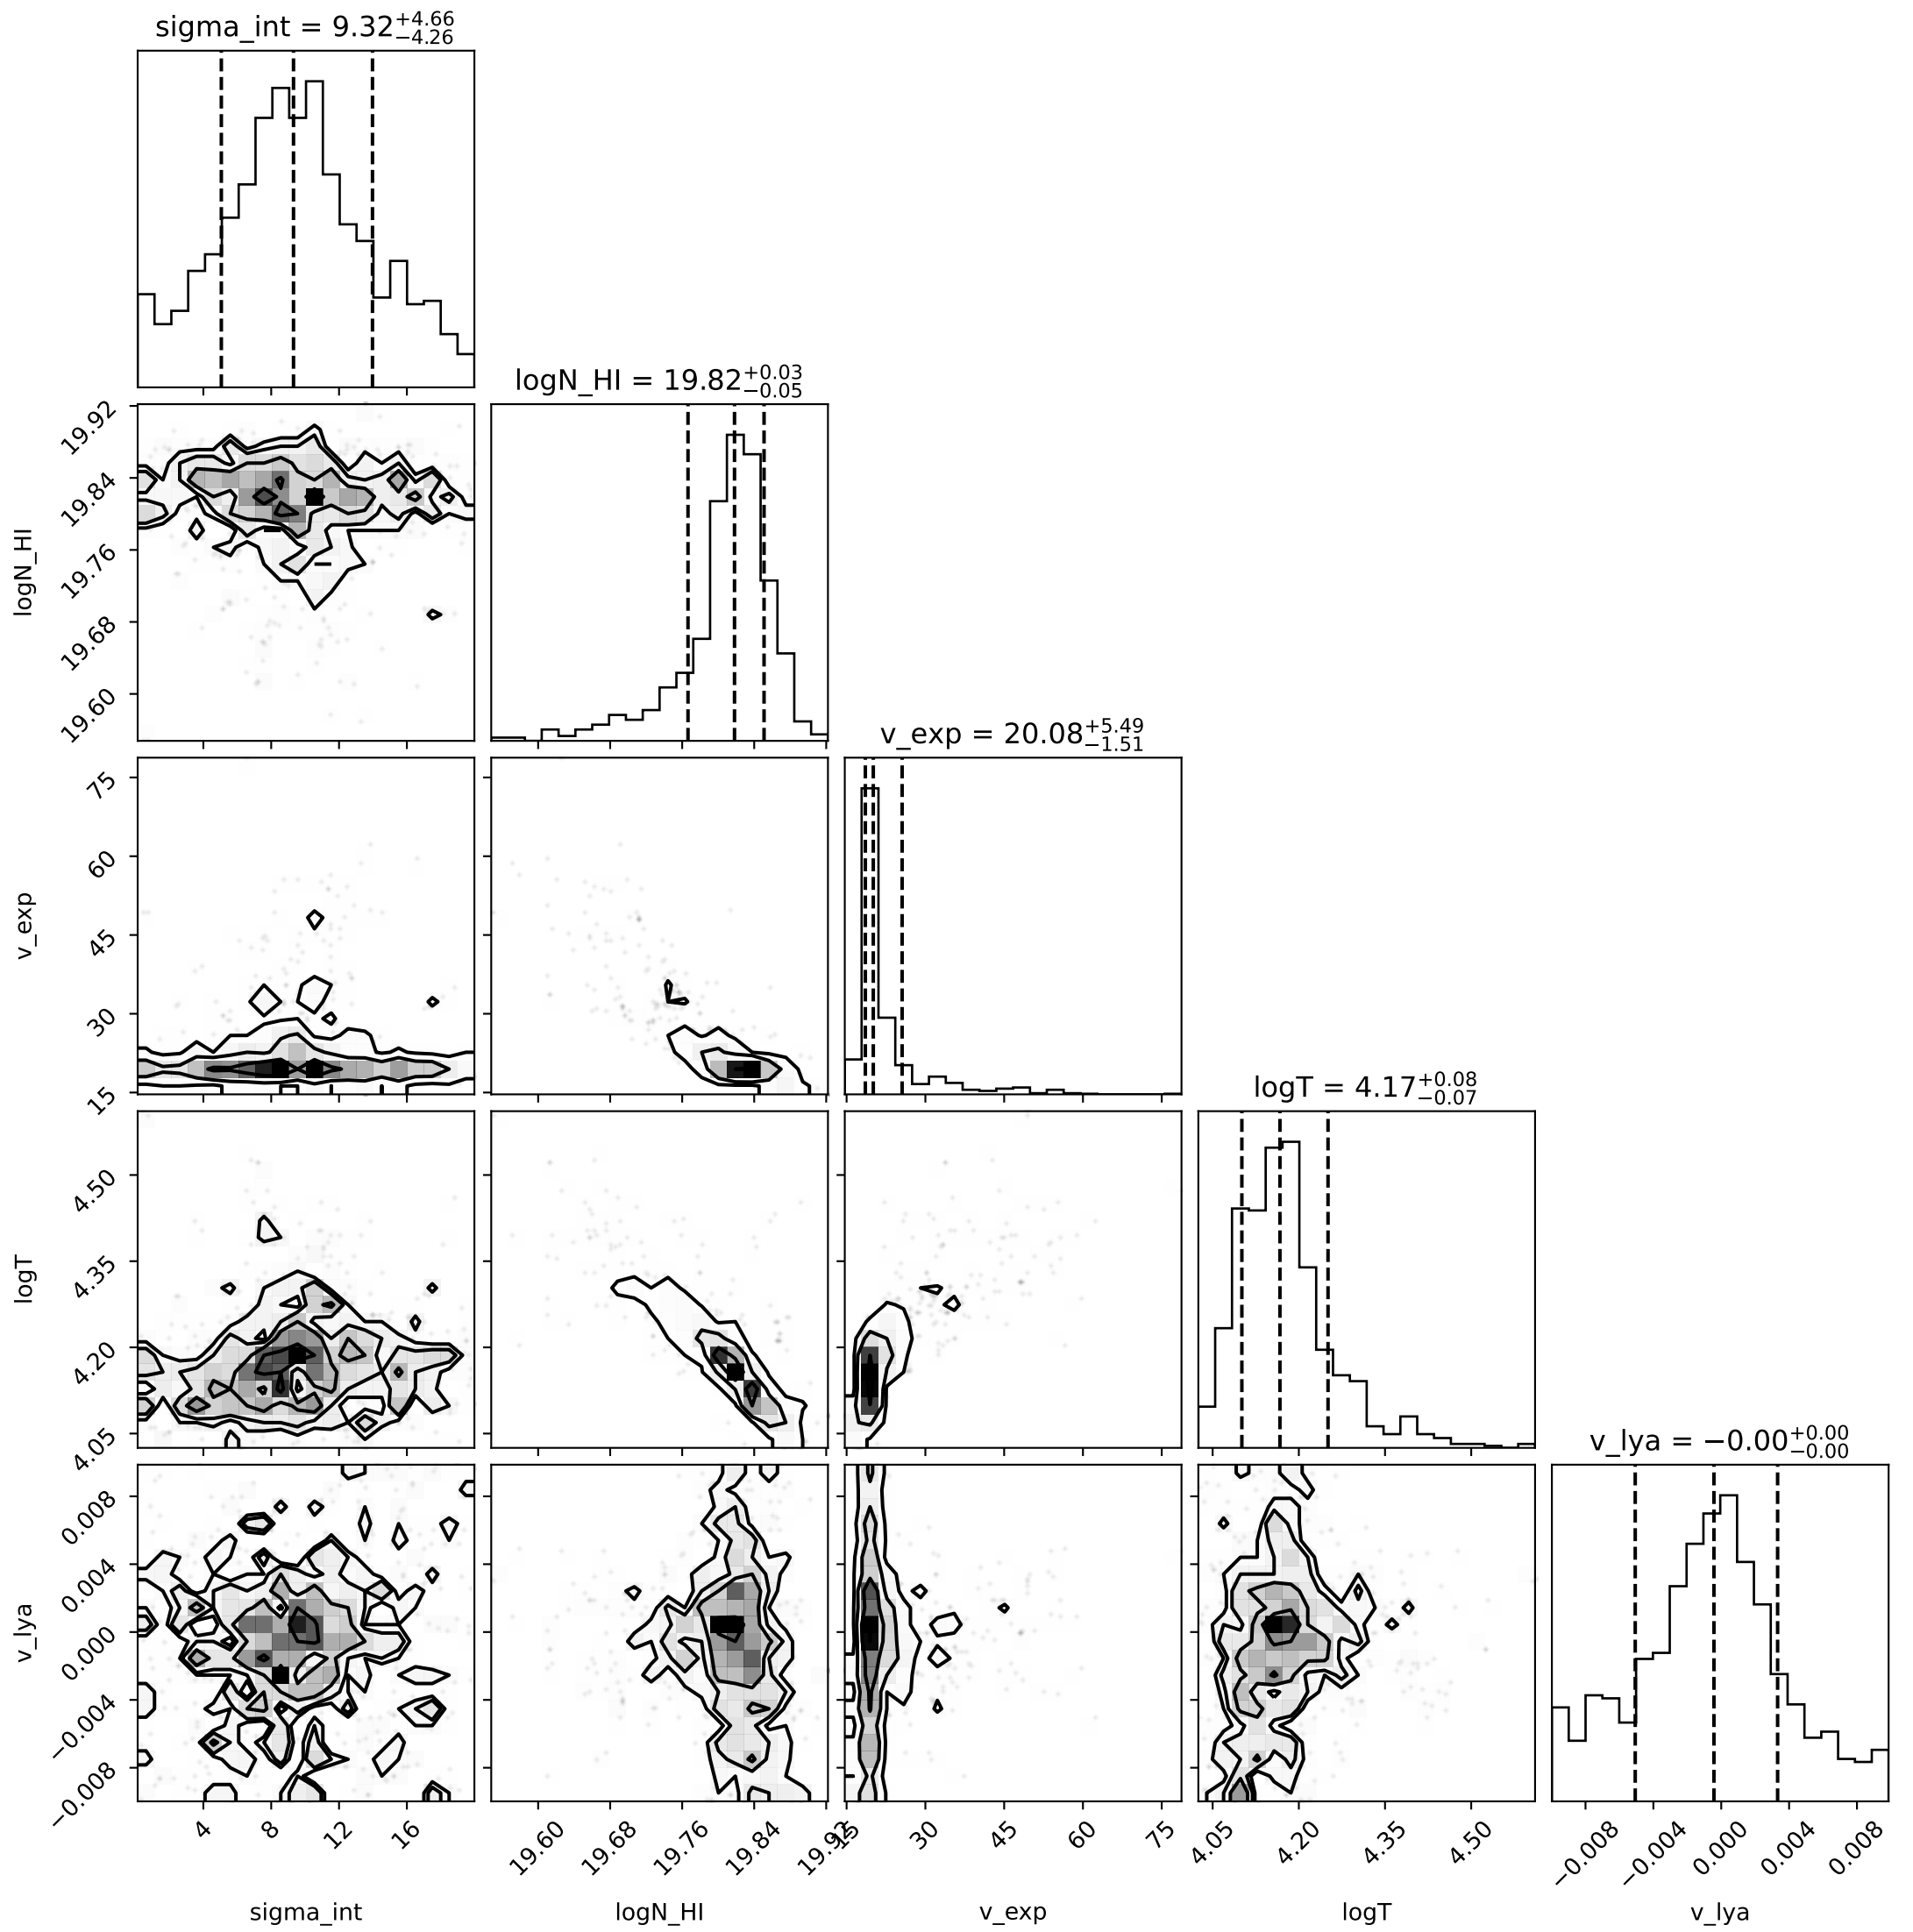 sigma_int = 9.32+4.66−4.26
19.92
19.84
19.76
19.68
19.60
logN_HI
logN_HI = 19.82+0.03−0.05
75
60
45
30
15
v_exp
v_exp = 20.08+5.49−1.51
4.50
4.35
4.20
4.05
logT
logT = 4.17+0.08−0.07
0.008
0.004
0.000
−0.004
−0.008
v_lya
v_lya = −0.00+0.00−0.00
4 8 12 16
sigma_int
19.60 19.68 19.76 19.84 19.92
logN_HI
15 30 45 60 75
v_exp
4.05 4.20 4.35 4.50
logT
−0.008 −0.004 0.000 0.004 0.008
v_lya